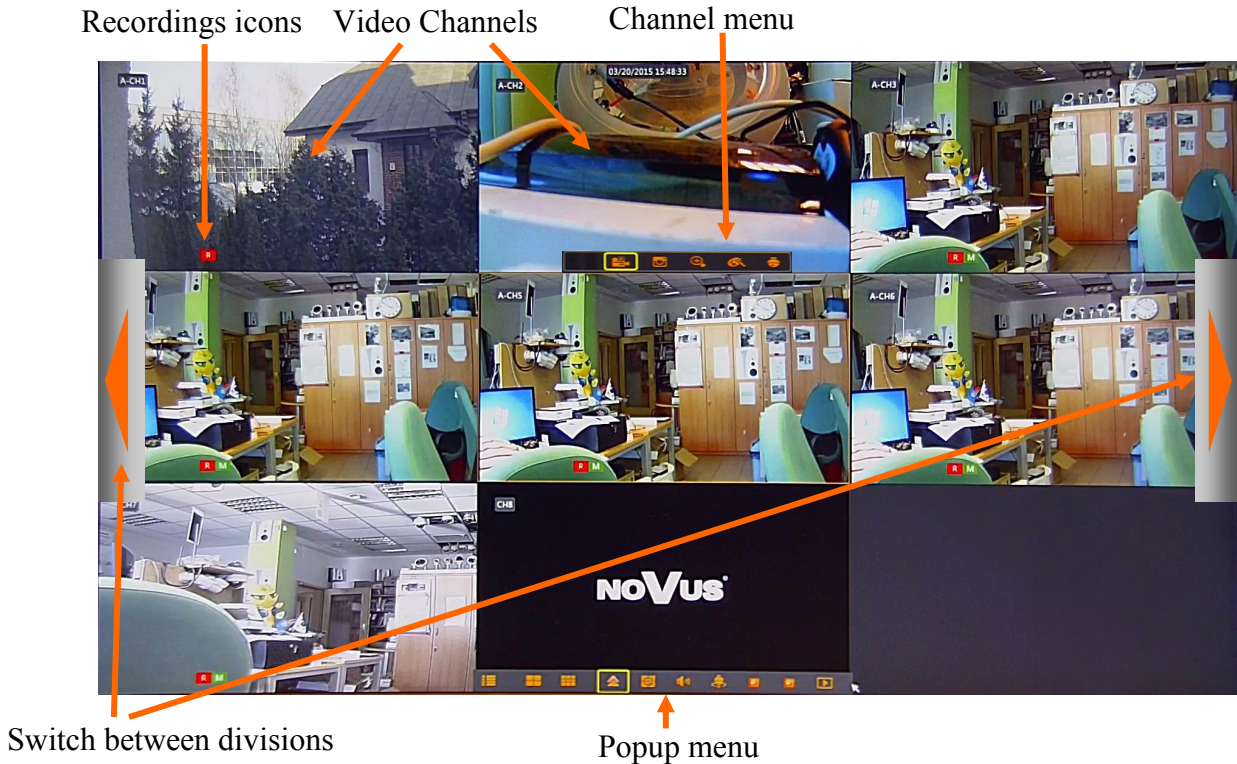 Recordings icons
Video Channels
Channel menu
A-CH1
A-CH2
03/20/2015 15:48:33
A-CH3
R
R M
A-CH5
A-CH6
R M
R M
R M
CH7
CH8
NOVUS
R M
Switch between divisions
Popup menu